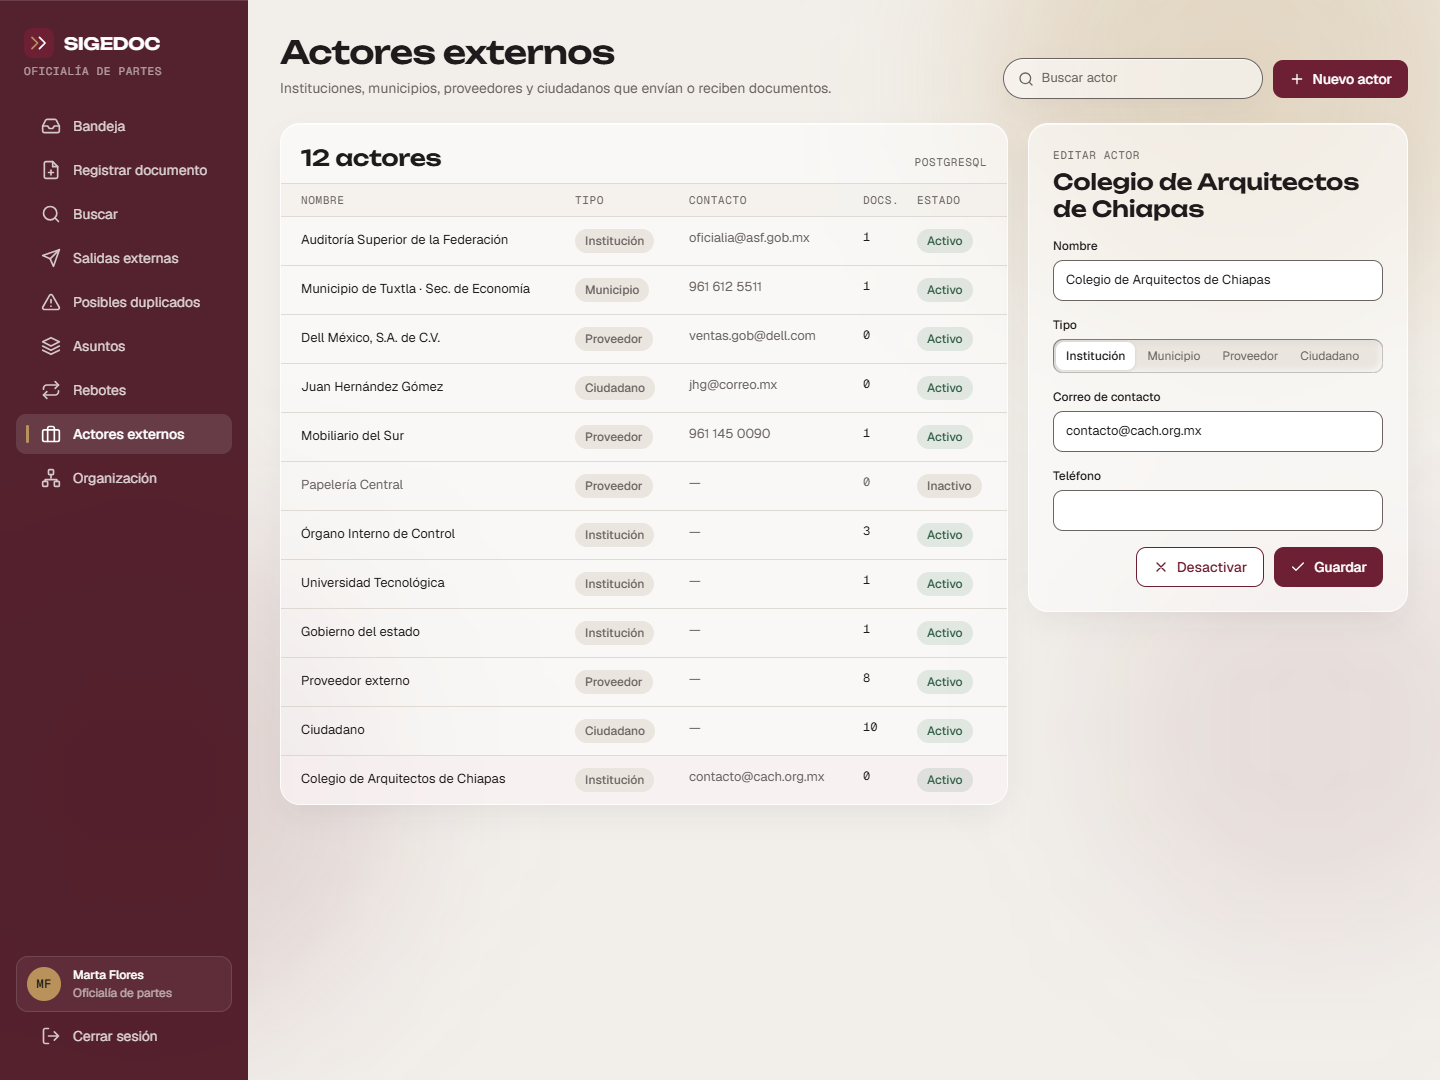 SIGEDOC
OFICIALÍA DE PARTES
Bandeja
Registrar documento
Buscar
Salidas externas
Posibles duplicados
Asuntos
Rebotes
Actores externos
Organización
MF
Marta Flores
Oficialía de partes
Cerrar sesión
Actores externos
Instituciones, municipios, proveedores y ciudadanos que envían o reciben documentos.
Buscar actor
Nuevo actor
12 actores
POSTGRESQL
NOMBRE TIPO CONTACTO DOCS. ESTADO
Auditoría Superior de la Federación Institución oficialia@asf.gob.mx 1 Activo
Municipio de Tuxtla · Sec. de Economía Municipio 961 612 5511 1 Activo
Dell México, S.A. de C.V. Proveedor ventas.gob@dell.com 0 Activo
Juan Hernández Gómez Ciudadano jhg@correo.mx 0 Activo
Mobiliario del Sur Proveedor 961 145 0090 1 Activo
Papelería Central Proveedor — 0 Inactivo
Órgano Interno de Control Institución — 3 Activo
Universidad Tecnológica Institución — 1 Activo
Gobierno del estado Institución — 1 Activo
Proveedor externo Proveedor — 8 Activo
Ciudadano Ciudadano — 10 Activo
Colegio de Arquitectos de Chiapas Institución contacto@cach.org.mx 0 Activo
EDITAR ACTOR
Colegio de Arquitectos
de Chiapas
Nombre
Colegio de Arquitectos de Chiapas
Tipo
Institución Municipio Proveedor Ciudadano
Correo de contacto
contacto@cach.org.mx
Teléfono
Desactivar Guardar